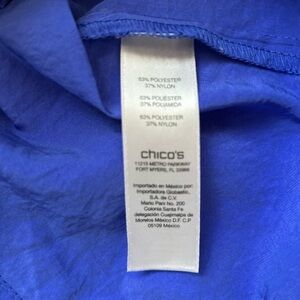 63% POLYESTER
37% NYLON
63% POLIÉSTER
37% POLIAMIDA
63% POLYESTER
37% NYLON
chico's
11215 METRO PARKWAY
FORT MYERS, FL 33966
Importado en México por:
Importadora Globastic,
S.A. de C.V.
Mario Pani No. 200
Colonia Santa Fe
delegación Cuajimalpa de
Morelos México D.F. C.P
05109 México